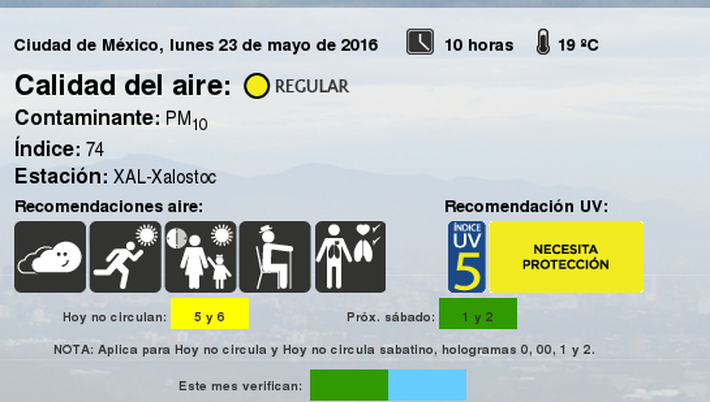 Ciudad de México, lunes 23 de mayo de 2016 10 horas 19 ºC
Calidad del aire: REGULAR
Contaminante: PM10
Índice: 74
Estación: XAL-Xalostoc
Recomendaciones aire: Recomendación UV:
ÍNDICE
UV
5
NECESITA
PROTECCIÓN
Hoy no circulan: 5 y 6 Próx. sábado: 1 y 2
NOTA: Aplica para Hoy no circula y Hoy no circula sabatino, hologramas 0, 00, 1 y 2.
Este mes verifican: